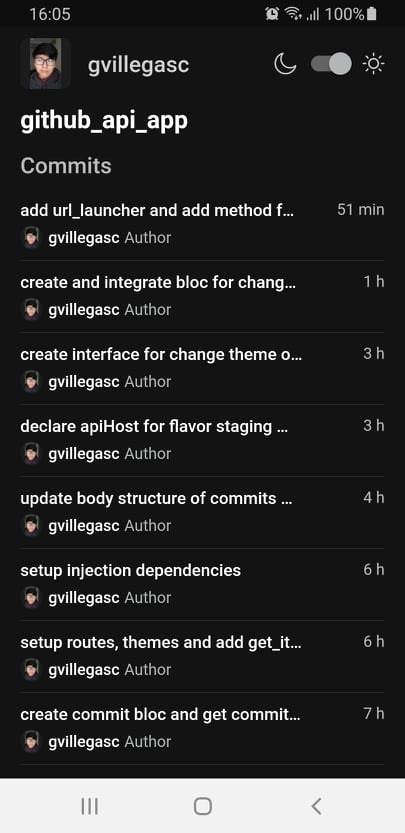 16:05 100%
gvillegasc
github_api_app
Commits
add url_launcher and add method f... 51 min
gvillegasc Author
create and integrate bloc for chang... 1 h
gvillegasc Author
create interface for change theme o... 3 h
gvillegasc Author
declare apiHost for flavor staging ... 3 h
gvillegasc Author
update body structure of commits ... 4 h
gvillegasc Author
setup injection dependencies 6 h
gvillegasc Author
setup routes, themes and add get_it... 6 h
gvillegasc Author
create commit bloc and get commit... 7 h
gvillegasc Author